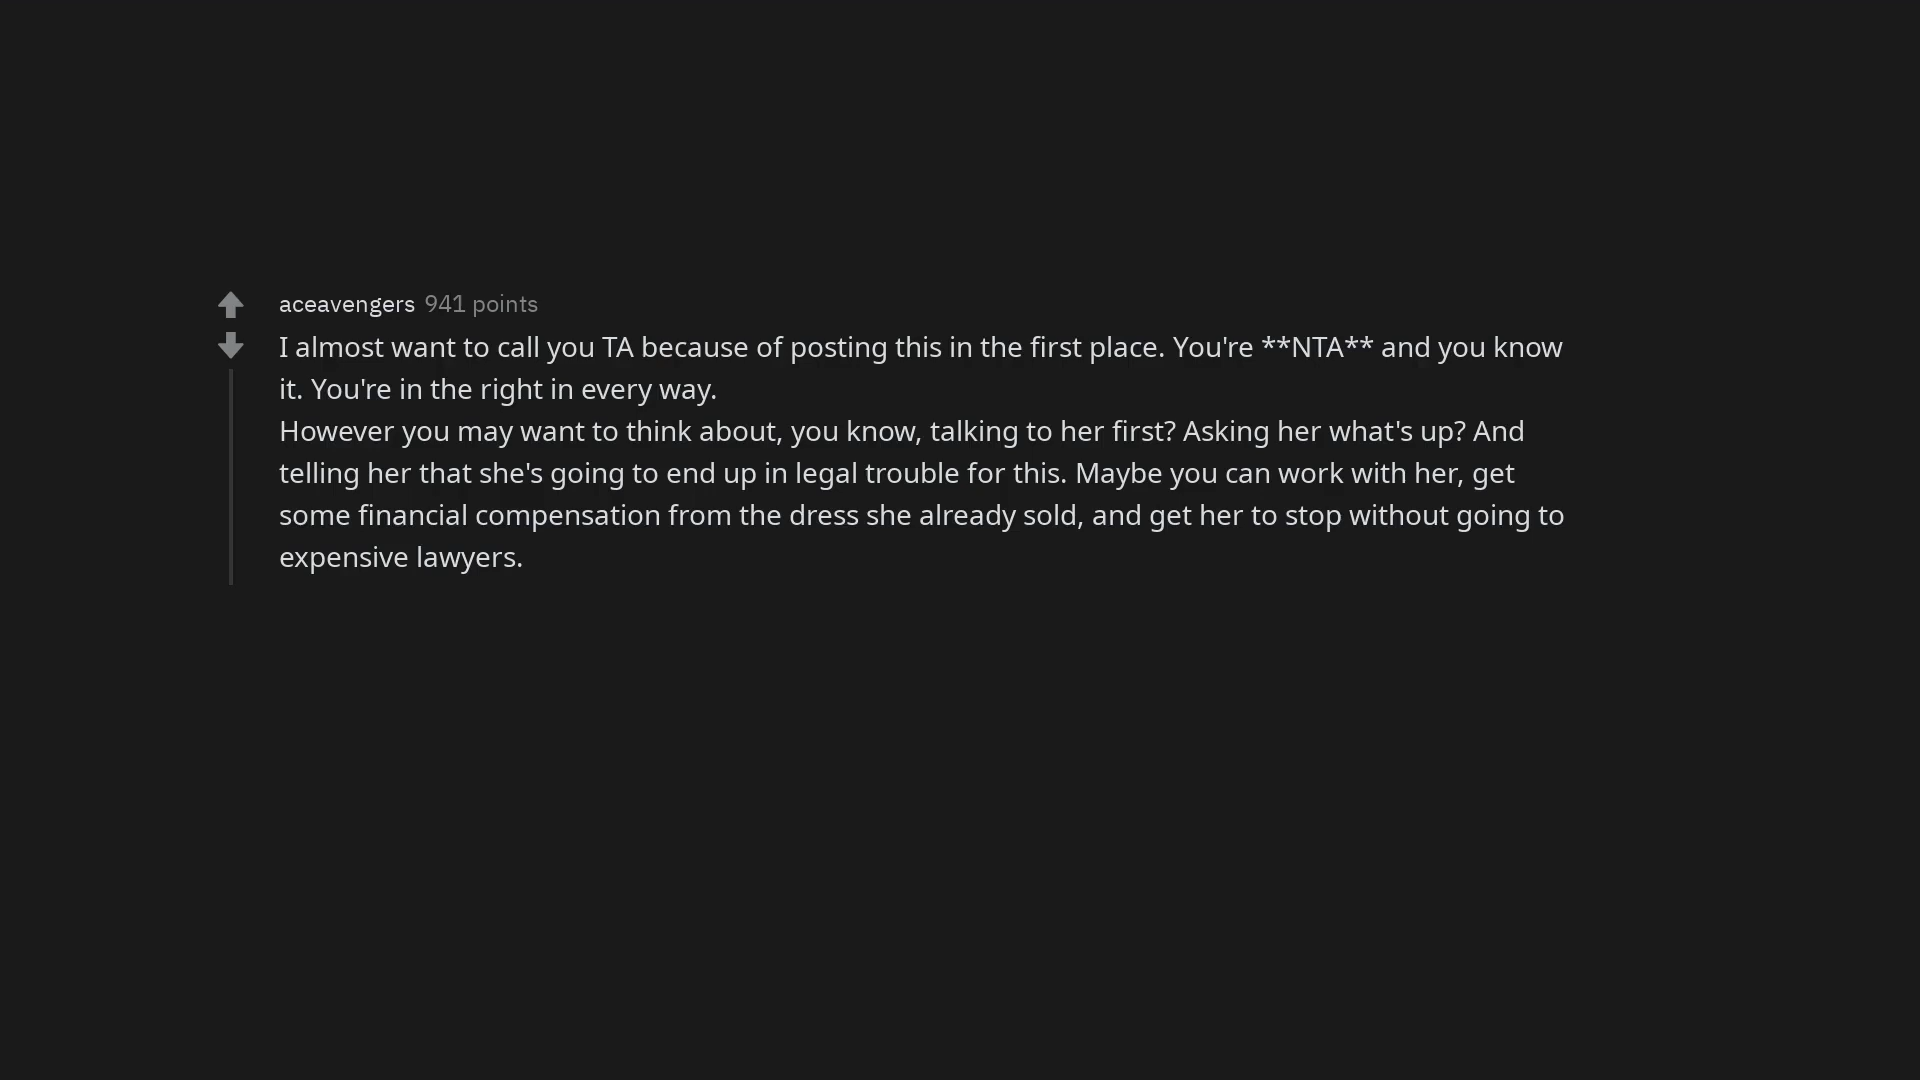 aceavengers 941 points
I almost want to call you TA because of posting this in the first place. You're **NTA** and you know
it. You're in the right in every way.
However you may want to think about, you know, talking to her first? Asking her what's up? And
telling her that she's going to end up in legal trouble for this. Maybe you can work with her, get
some financial compensation from the dress she already sold, and get her to stop without going to
expensive lawyers.